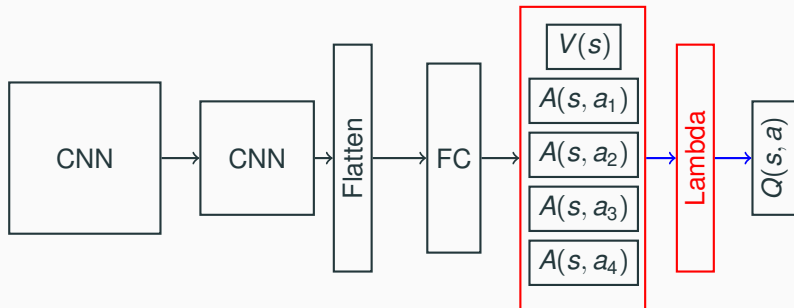 CNN
CNN
Flatten
FC
V(s)
A(s, a₁)
A(s, a₂)
A(s, a₃)
A(s, a₄)
Lambda
Q(s, a)